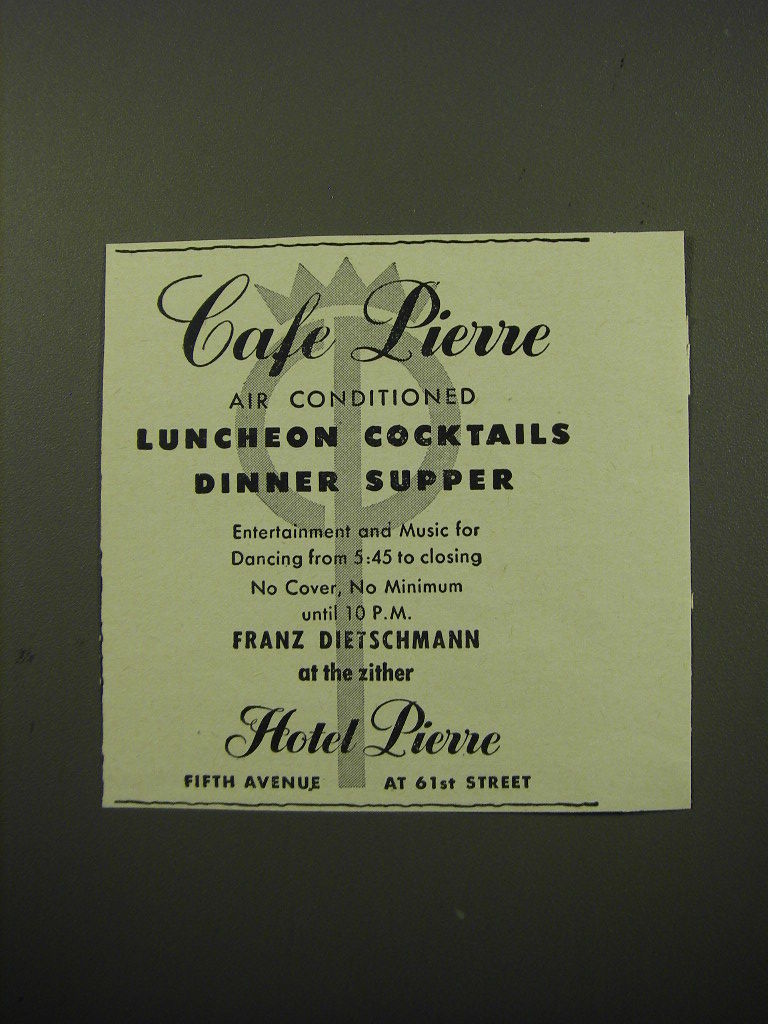 Cafe Pierre
AIR CONDITIONED
LUNCHEON COCKTAILS
DINNER SUPPER
Entertainment and Music for
Dancing from 5:45 to closing
No Cover, No Minimum
until 10 P.M.
FRANZ DIETSCHMANN
at the zither
Hotel Pierre
FIFTH AVENUE AT 61st STREET